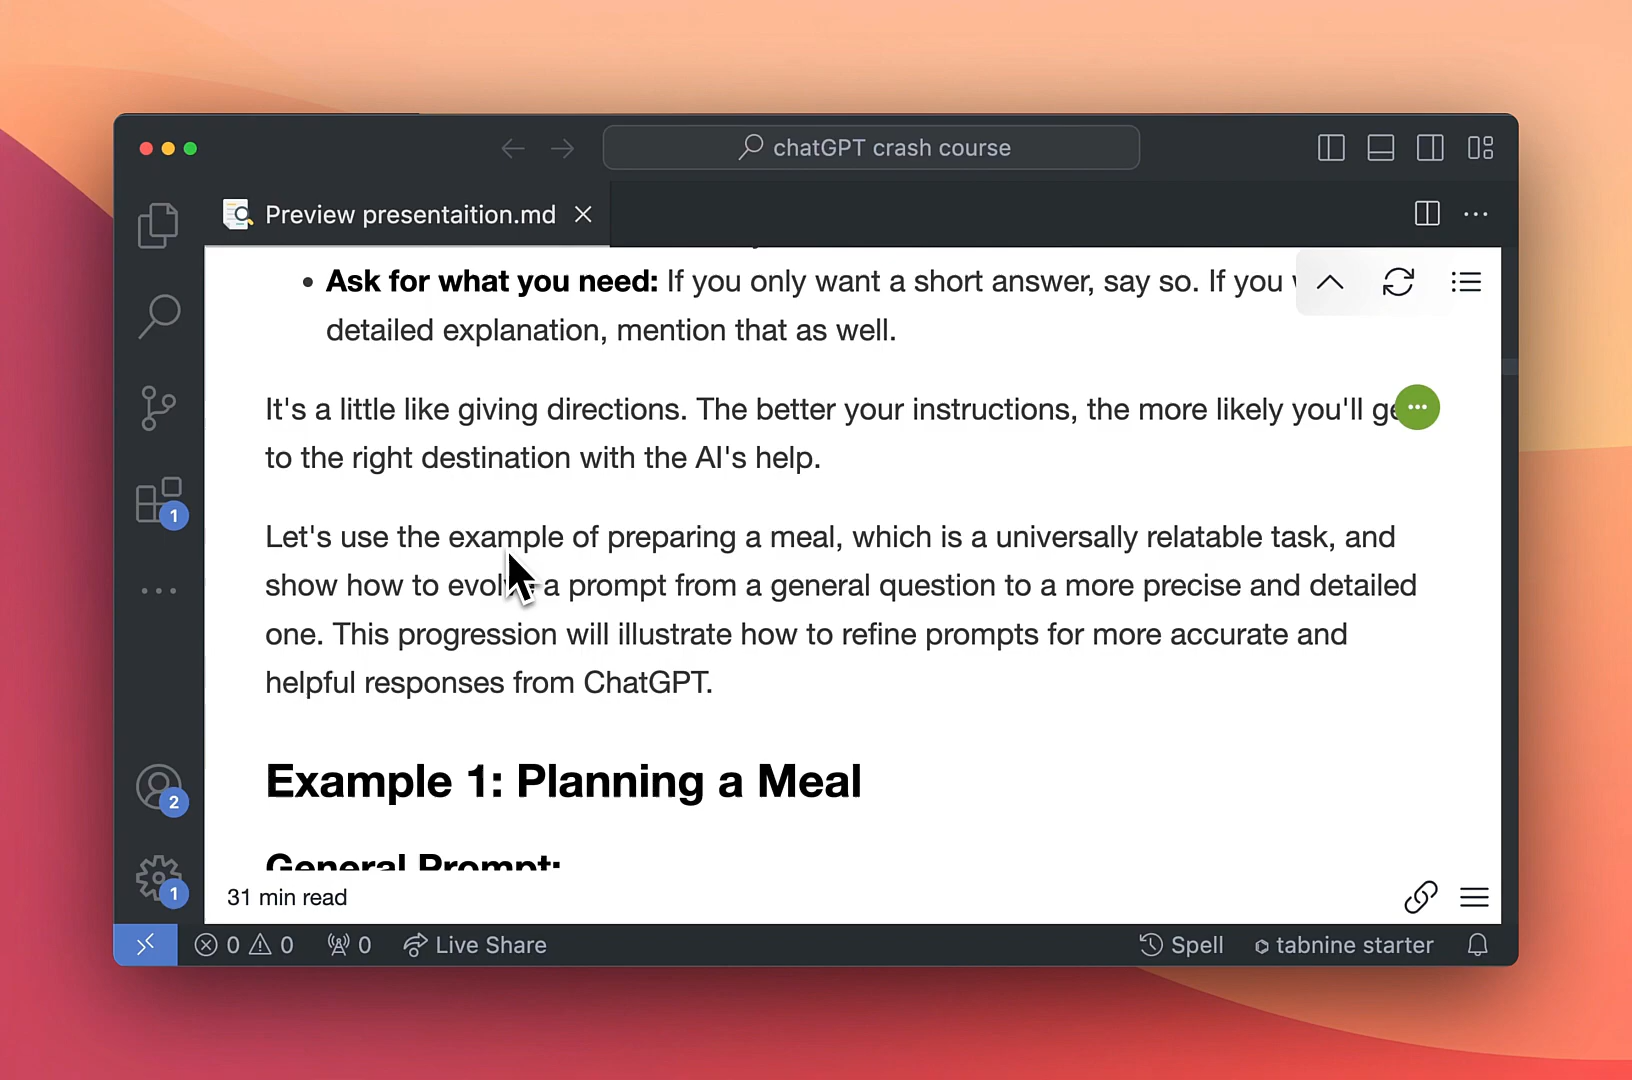 chatGPT crash course
Preview presentaition.md
Ask for what you need: If you only want a short answer, say so. If you
detailed explanation, mention that as well.
It's a little like giving directions. The better your instructions, the more likely you'll
to the right destination with the AI's help.
Let's use the example of preparing a meal, which is a universally relatable task, and
show how to evolve a prompt from a general question to a more precise and detailed
one. This progression will illustrate how to refine prompts for more accurate and
helpful responses from ChatGPT.
Example 1: Planning a Meal
General Prompt:
31 min read
1
2
1
0 0 0 Live Share Spell tabnine starter